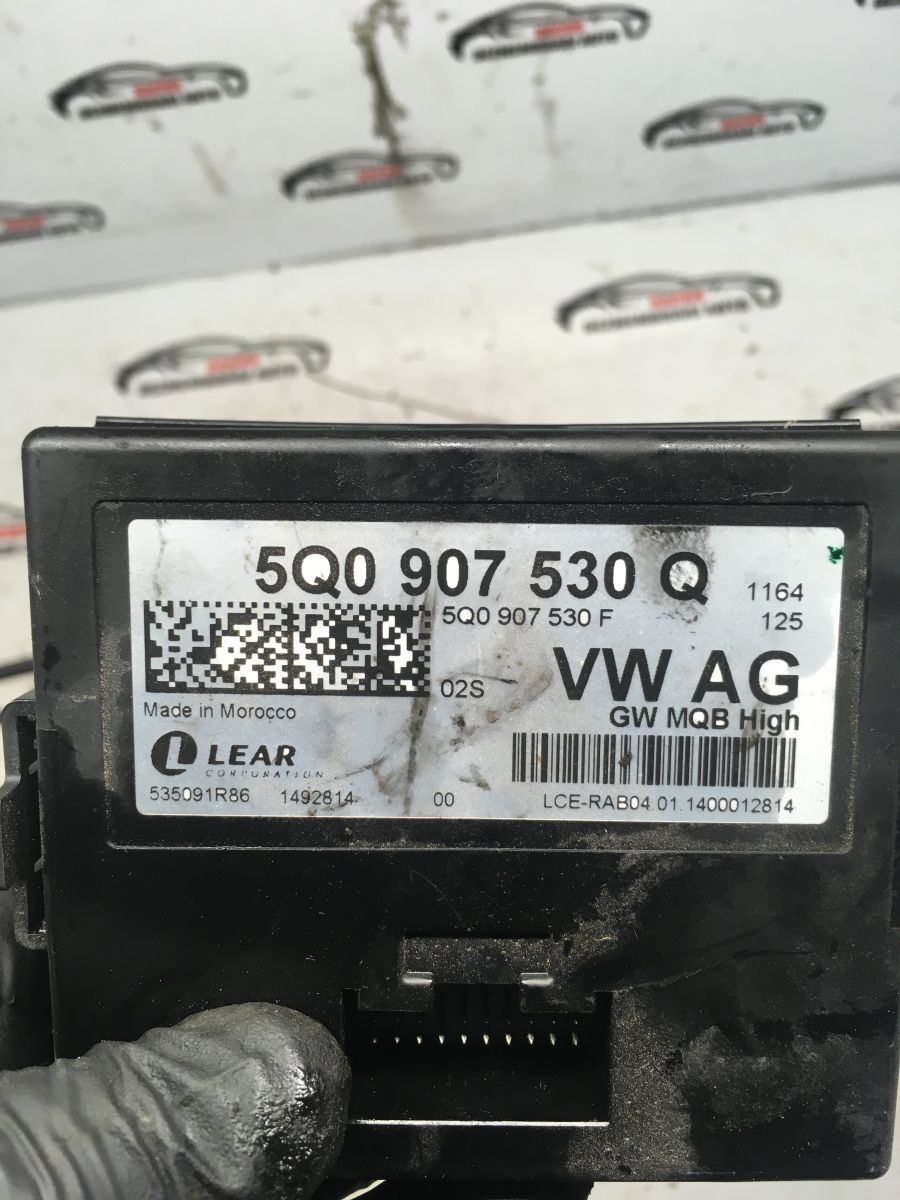 5Q0 907 530 Q
1164
5Q0 907 530 F
125
02S
VW AG
GW MQB High
Made in Morocco
LEAR
CORPORATION
535091R86 1492814 00 LCE-RAB04.01.1400012814